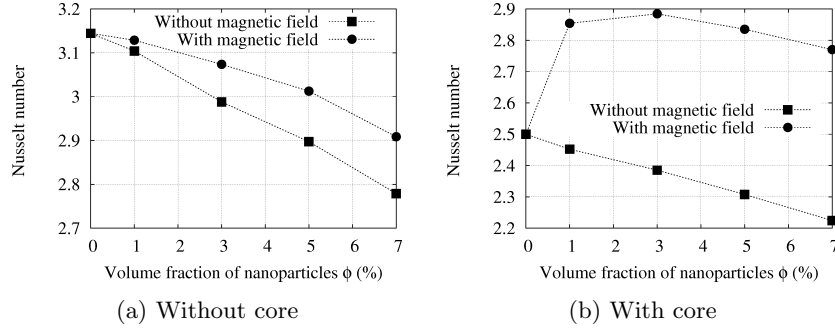 3.2
3.1
3
2.9
2.8
2.7
Nusselt number
Without magnetic field
With magnetic field
0 1 2 3 4 5 6 7
Volume fraction of nanoparticles ϕ (%)
(a) Without core
2.9
2.8
2.7
2.6
2.5
2.4
2.3
2.2
Nusselt number
Without magnetic field
With magnetic field
0 1 2 3 4 5 6 7
Volume fraction of nanoparticles ϕ (%)
(b) With core